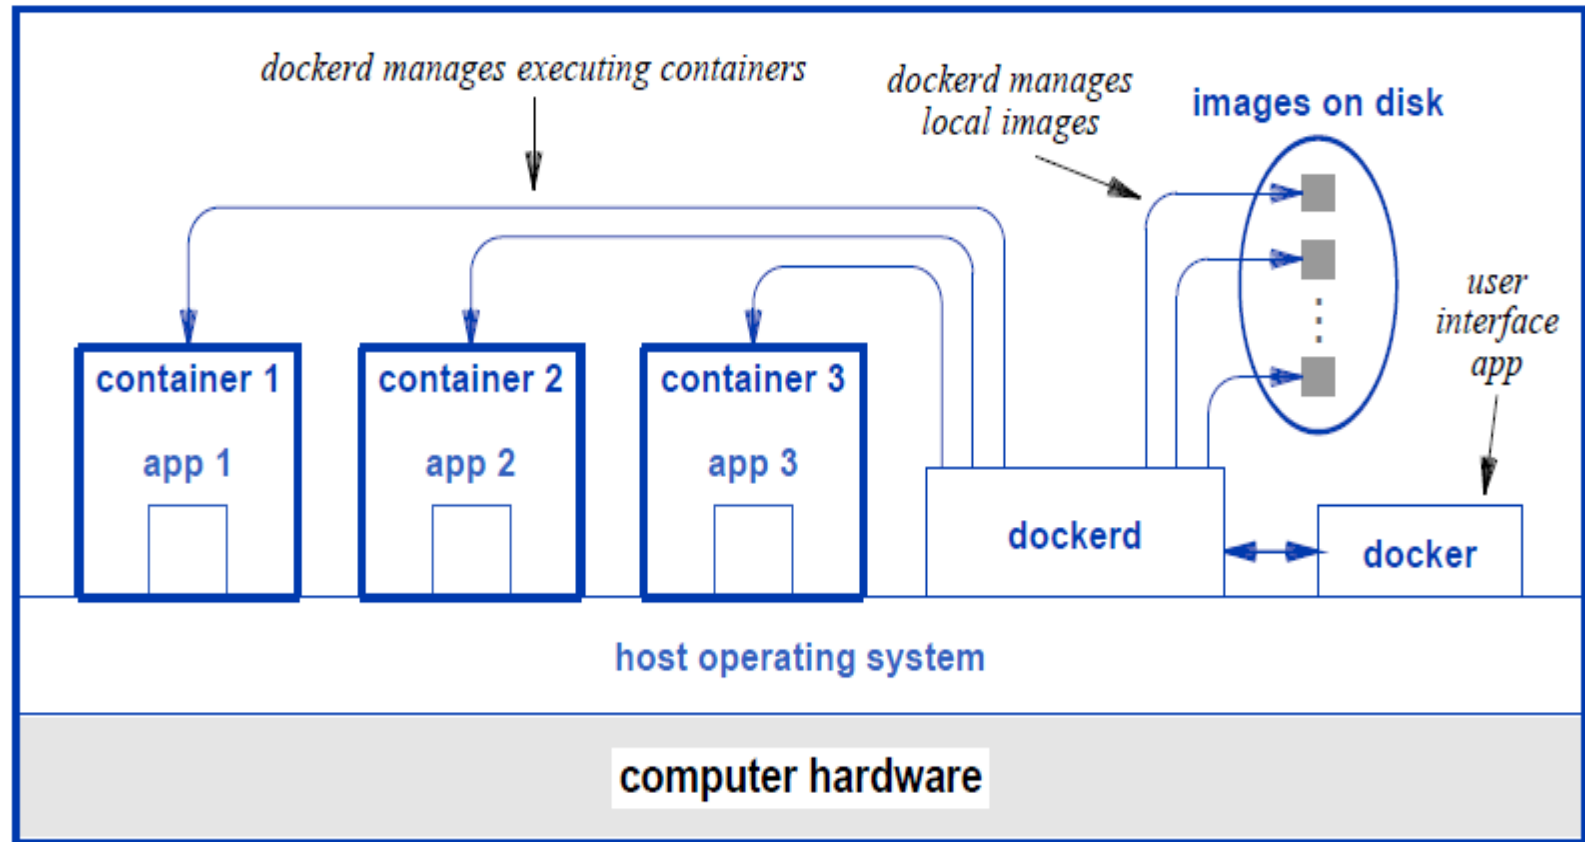 dockerd manages executing containers
dockerd manages
local images
images on disk
user
interface
app
container 1
container 2
container 3
app 1
app 2
app 3
dockerd
docker
host operating system
computer hardware